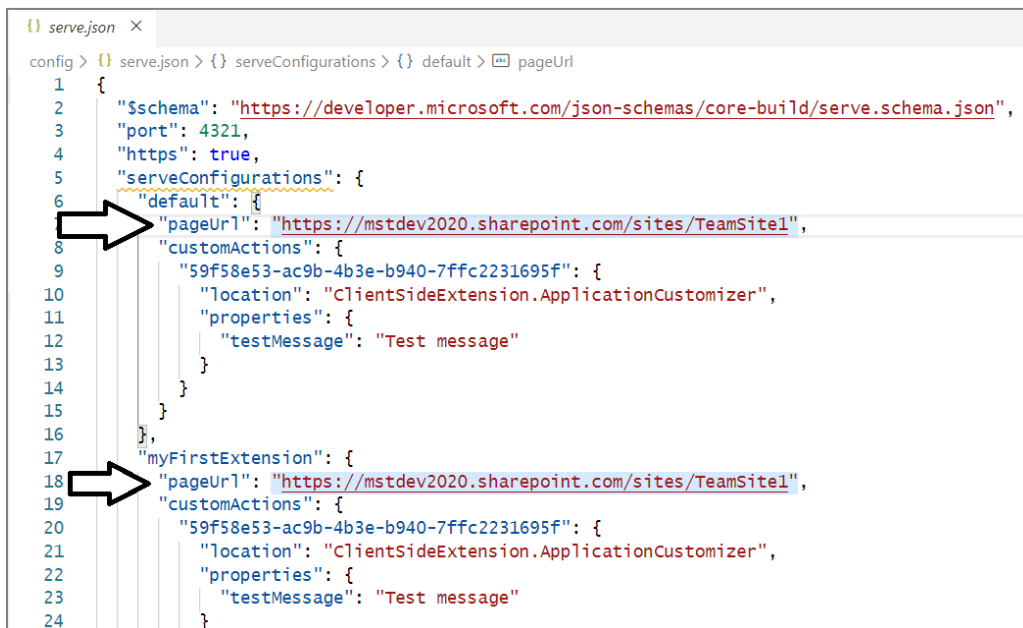 {} serve.json ×
config > {} serve.json > {} serveConfigurations > {} default > abc pageUrl
1 {
2 "$schema": "https://developer.microsoft.com/json-schemas/core-build/serve.schema.json",
3 "port": 4321,
4 "https": true,
5 "serveConfigurations": {
6 "default": {
7 "pageUrl": "https://mstdev2020.sharepoint.com/sites/TeamSite1",
8 "customActions": {
9 "59f58e53-ac9b-4b3e-b940-7ffc2231695f": {
10 "location": "ClientSideExtension.ApplicationCustomizer",
11 "properties": {
12 "testMessage": "Test message"
13 }
14 }
15 }
16 },
17 "myFirstExtension": {
18 "pageUrl": "https://mstdev2020.sharepoint.com/sites/TeamSite1",
19 "customActions": {
20 "59f58e53-ac9b-4b3e-b940-7ffc2231695f": {
21 "location": "ClientSideExtension.ApplicationCustomizer",
22 "properties": {
23 "testMessage": "Test message"
24 }